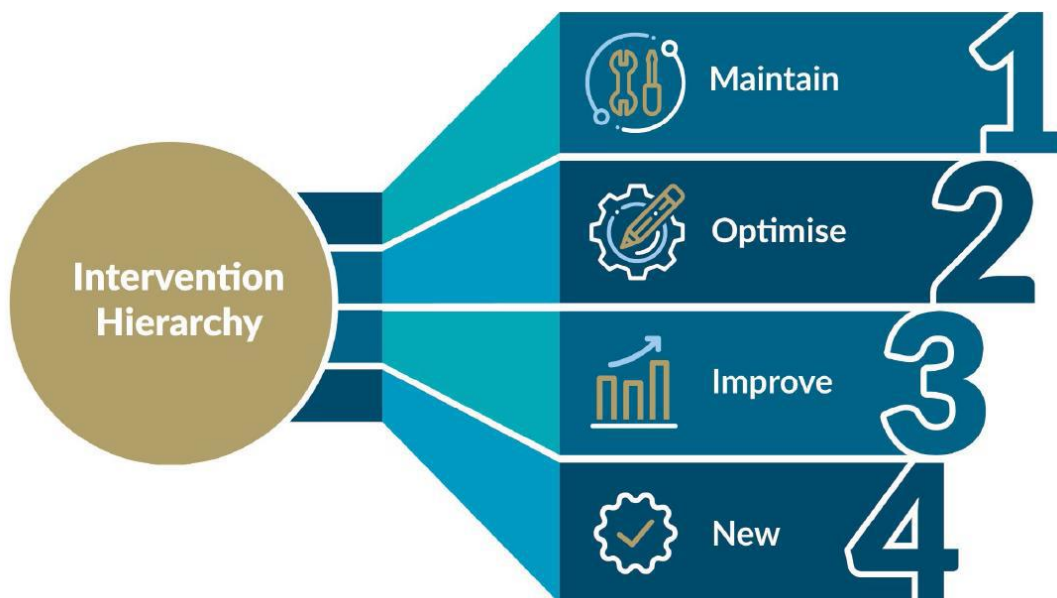 Intervention
Hierarchy
Maintain
1
Optimise
2
Improve
3
New
4